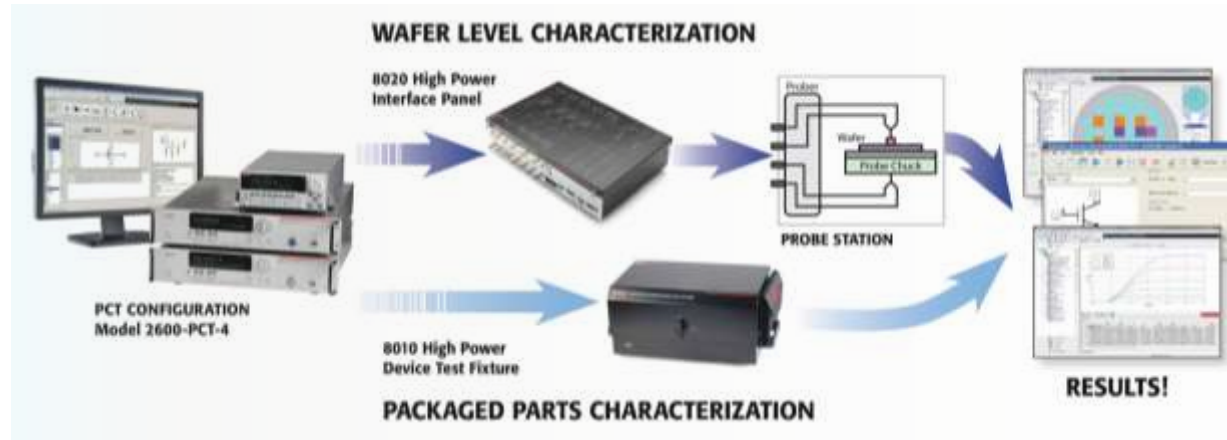 WAFER LEVEL CHARACTERIZATION
8020 High Power
Interface Panel
Prober
Wafer
Probe Chuck
PROBE STATION
PCT CONFIGURATION
Model 2600-PCT-4
8010 High Power
Device Test Fixture
PACKAGED PARTS CHARACTERIZATION
RESULTS!